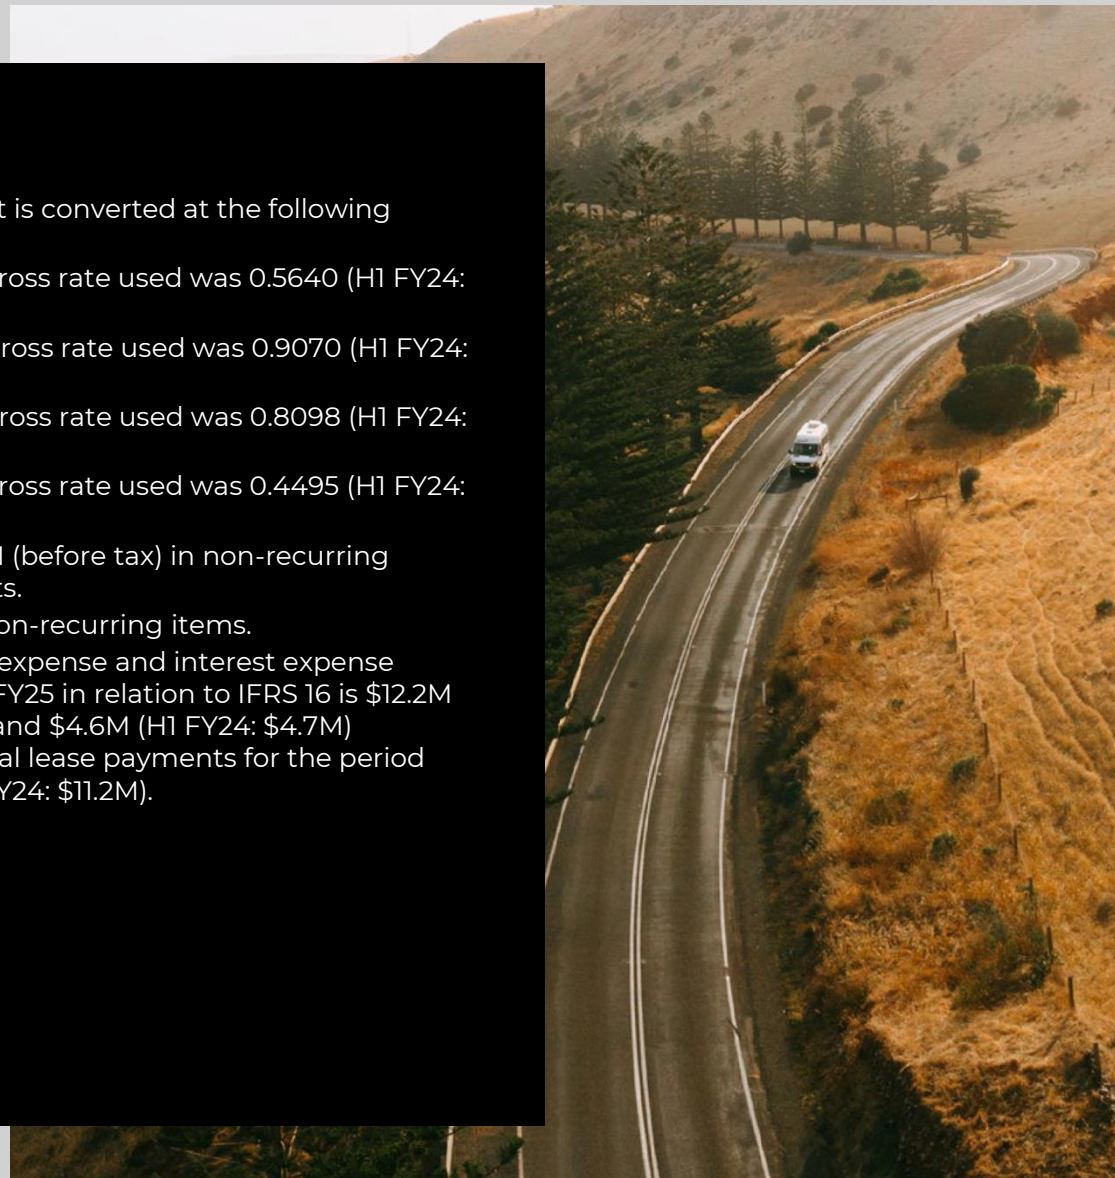 t is converted at the following
ross rate used was 0.5640 (H1 FY24:
ross rate used was 0.9070 (H1 FY24:
ross rate used was 0.8098 (H1 FY24:
ross rate used was 0.4495 (H1 FY24:
(before tax) in non-recurring
s.
on-recurring items.
expense and interest expense
FY25 in relation to IFRS 16 is $12.2M
and $4.6M (H1 FY24: $4.7M)
al lease payments for the period
Y24: $11.2M).